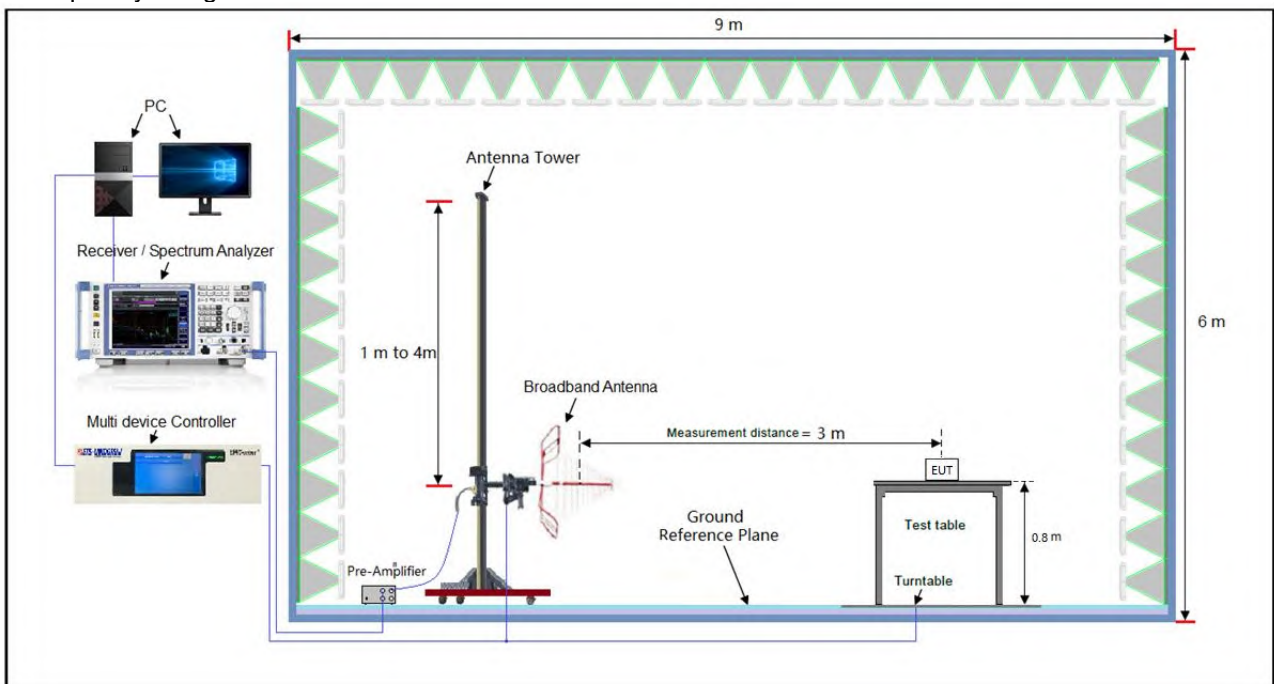 9 m
PC
Antenna Tower
Receiver / Spectrum Analyzer
6 m
1 m to 4m
Broadband Antenna
Multi device Controller
Measurement distance = 3 m
EUT
Ground
Reference Plane
Test table
0.8 m
Pre-Amplifier
Turntable